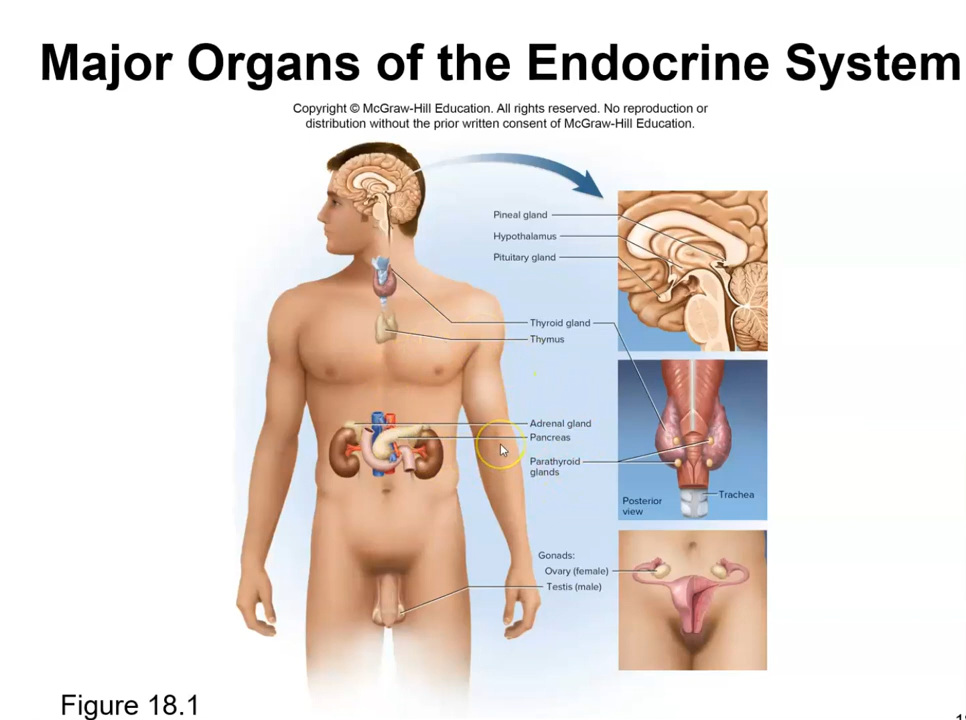 Major Organs of the Endocrine System
Copyright © McGraw-Hill Education. All rights reserved. No reproduction or
distribution without the prior written consent of McGraw-Hill Education.
Pineal gland
Hypothalamus
Pituitary gland
Thyroid gland
Thymus
Adrenal gland
Pancreas
Parathyroid
glands
Trachea
Posterior
view
Gonads:
Ovary (female)
Testis (male)
Figure 18.1